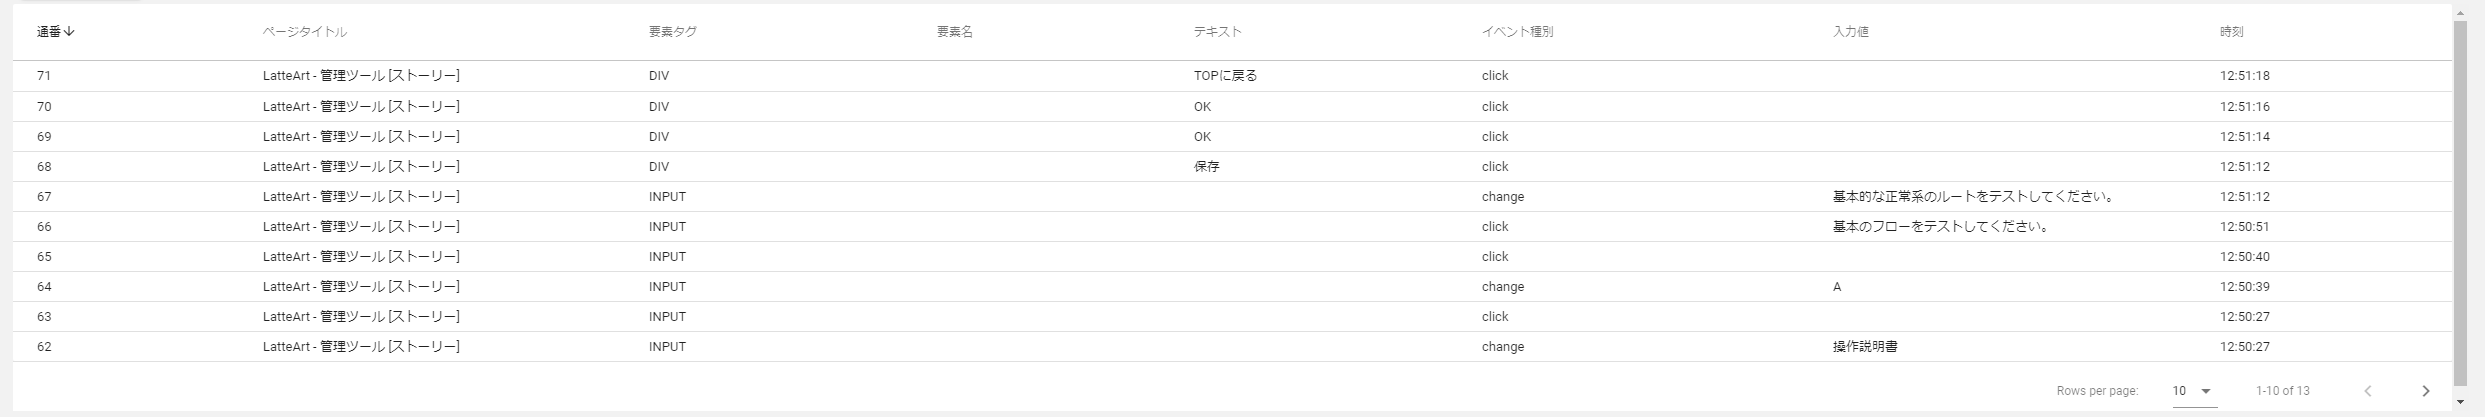 通番 ページタイトル 要素タグ 要素名 テキスト イベント種別 入力値 時刻
71 LatteArt - 管理ツール [ストーリー] DIV TOPに戻る click 12:51:18
70 LatteArt - 管理ツール [ストーリー] DIV OK click 12:51:16
69 LatteArt - 管理ツール [ストーリー] DIV OK click 12:51:14
68 LatteArt - 管理ツール [ストーリー] DIV 保存 click 12:51:12
67 LatteArt - 管理ツール [ストーリー] INPUT change 基本的な正常系のルートをテストしてください。 12:51:12
66 LatteArt - 管理ツール [ストーリー] INPUT click 基本のフローをテストしてください。 12:50:51
65 LatteArt - 管理ツール [ストーリー] INPUT click 12:50:40
64 LatteArt - 管理ツール [ストーリー] INPUT change A 12:50:39
63 LatteArt - 管理ツール [ストーリー] INPUT click 12:50:27
62 LatteArt - 管理ツール [ストーリー] INPUT change 操作説明書 12:50:27
Rows per page: 10 1-10 of 13